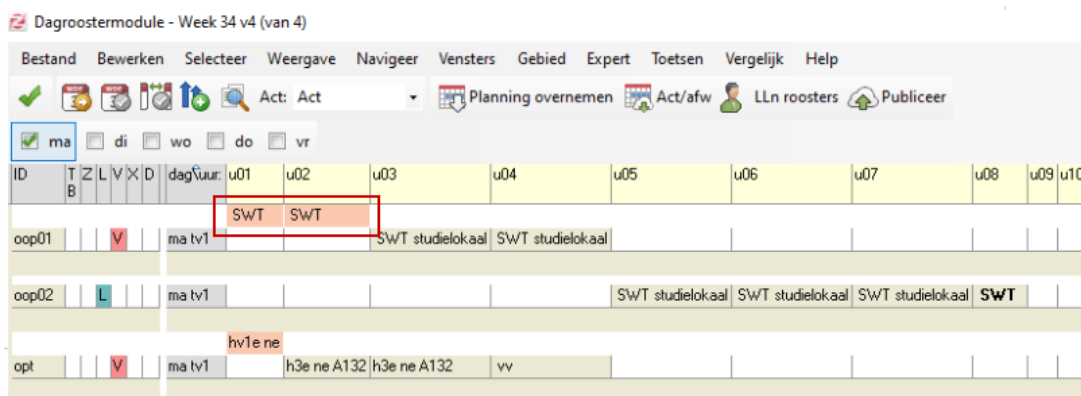 Dagroostermodule - Week 34 v4 (van 4)
Bestand Bewerken Selecteer Weergave Navigeer Vensters Gebied Expert Toetsen Vergelijk Help
Act: Act Planning overnemen Act/afw LLn roosters Publiceer
ma di wo do vr
ID TB Z L V X D dag\uur: u01 u02 u03 u04 u05 u06 u07 u08 u09 u10
SWT SWT
oop01 V ma tv1 SWT studielokaal SWT studielokaal
oop02 L ma tv1 SWT studielokaal SWT studielokaal SWT studielokaal SWT
hv1e ne
opt V ma tv1 h3e ne A132 h3e ne A132 vv